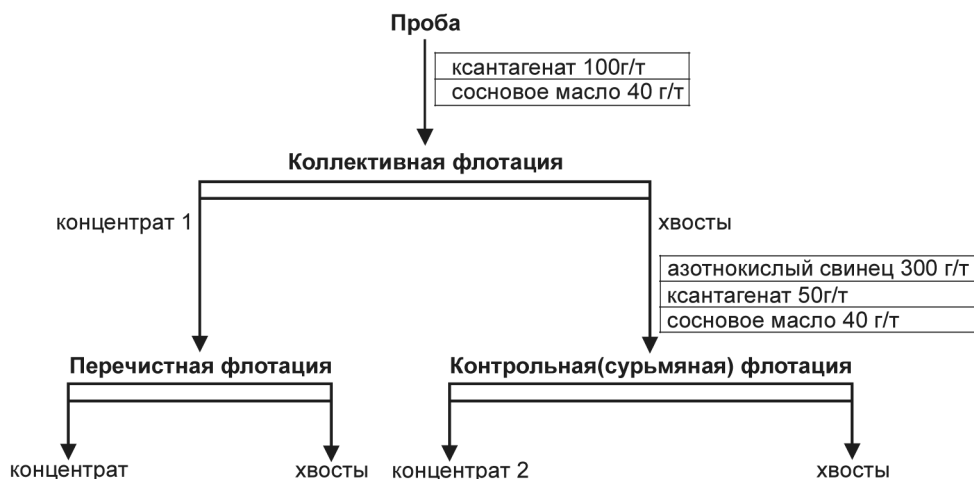 Проба
ксантагенат 100г/т
сосновое масло 40 г/т
Коллективная флотация
концентрат 1
хвосты
азотнокислый свинец 300 г/т
ксантагенат 50г/т
сосновое масло 40 г/т
Перечистная флотация
Контрольная(сурьмяная) флотация
концентрат
хвосты
концентрат 2
хвосты